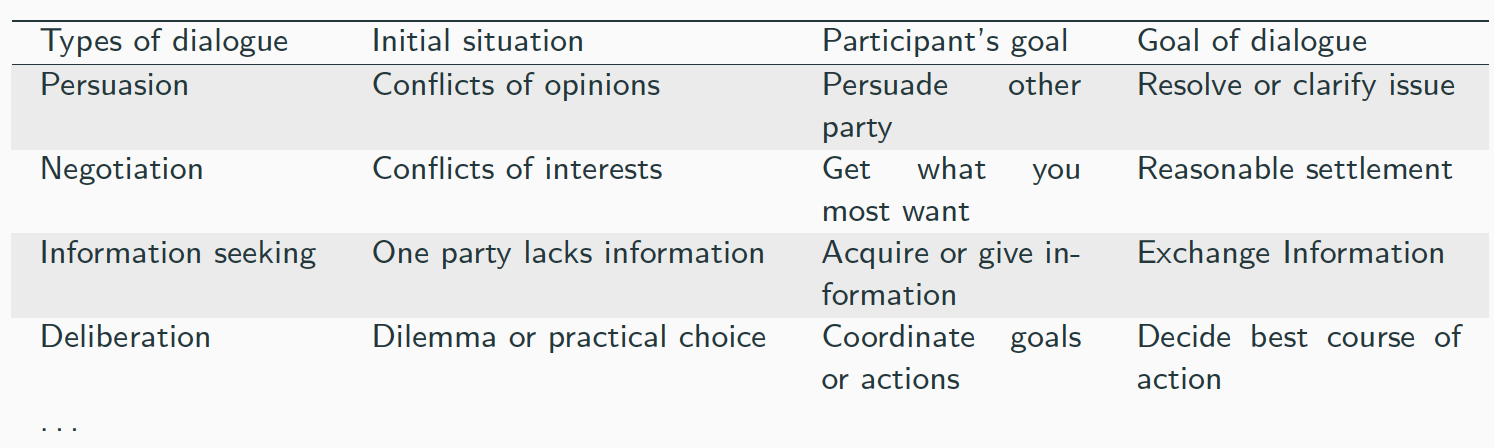 Types of dialogue Initial situation Participant's goal Goal of dialogue
Persuasion Conflicts of opinions Persuade other Resolve or clarify issue
party
Negotiation Conflicts of interests Get what you Reasonable settlement
most want
Information seeking One party lacks information Acquire or give in- Exchange Information
formation
Deliberation Dilemma or practical choice Coordinate goals Decide best course of
or actions action
...